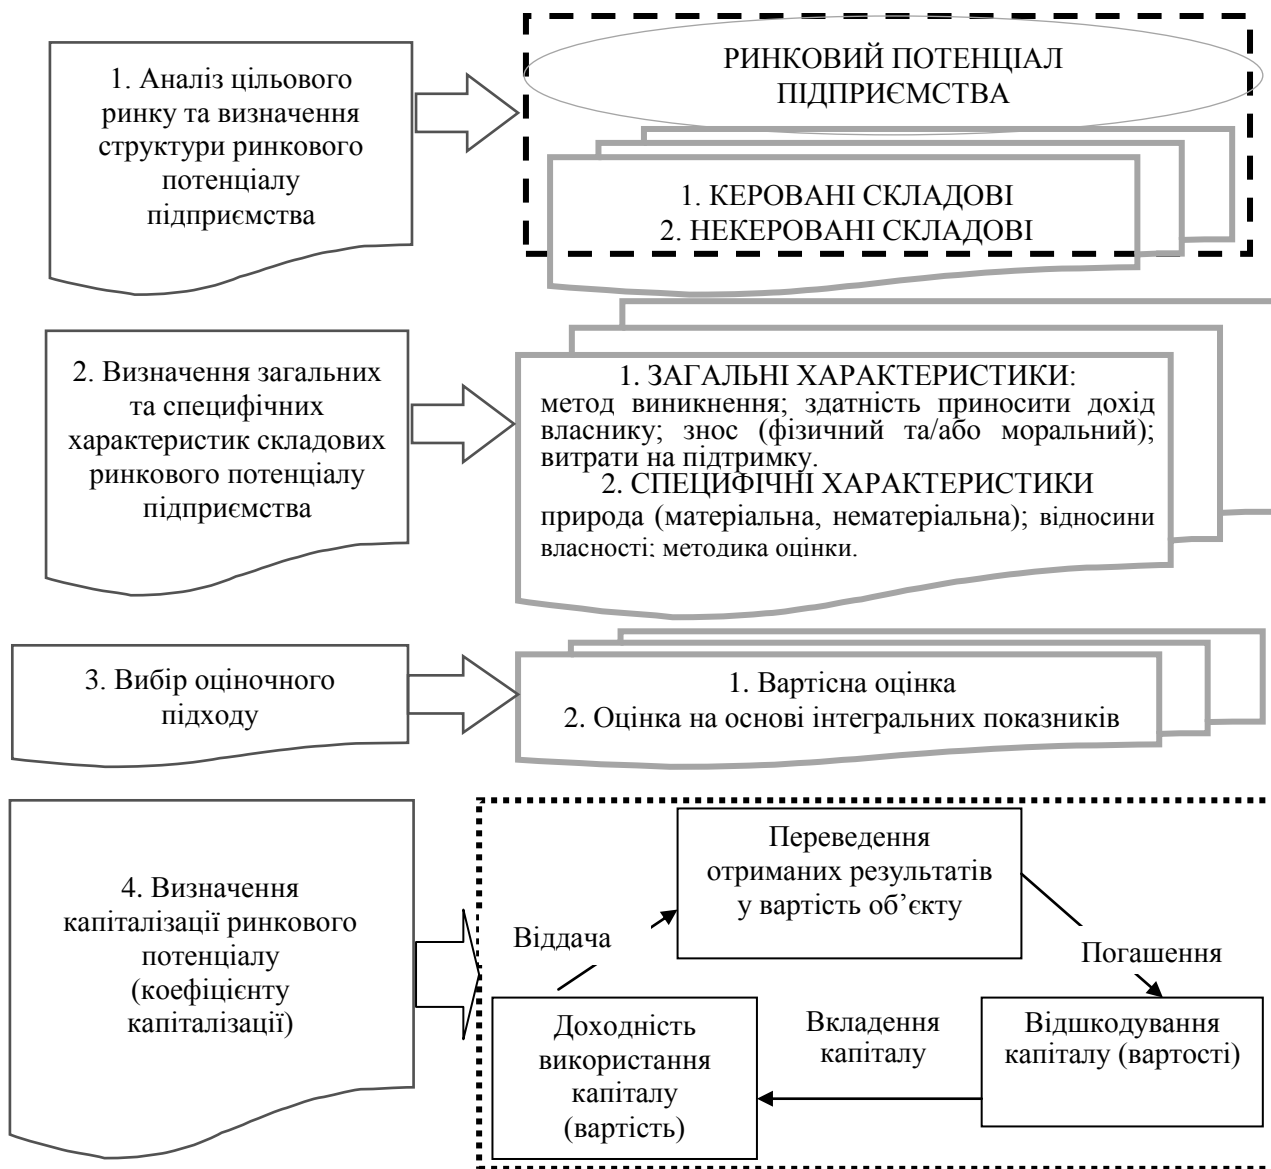 1. Аналіз цільового
ринку та визначення
структури ринкового
потенціалу
підприємства
РИНКОВИЙ ПОТЕНЦІАЛ
ПІДПРИЄМСТВА
1. КЕРОВАНІ СКЛАДОВІ
2. НЕКЕРОВАНІ СКЛАДОВІ
2. Визначення загальних
та специфічних
характеристик складових
ринкового потенціалу
підприємства
1. ЗАГАЛЬНІ ХАРАКТЕРИСТИКИ:
метод виникнення; здатність приносити дохід
власнику; знос (фізичний та/або моральний);
витрати на підтримку.
2. СПЕЦИФІЧНІ ХАРАКТЕРИСТИКИ
природа (матеріальна, нематеріальна); відносини
власності; методика оцінки.
3. Вибір оціночного
підходу
1. Вартісна оцінка
2. Оцінка на основі інтегральних показників
4. Визначення
капіталізації ринкового
потенціалу
(коефіцієнту
капіталізації)
Переведення
отриманих результатів
у вартість об’єкту
Віддача
Погашення
Доходність
використання
капіталу
(вартість)
Вкладення
капіталу
Відшкодування
капіталу (вартості)